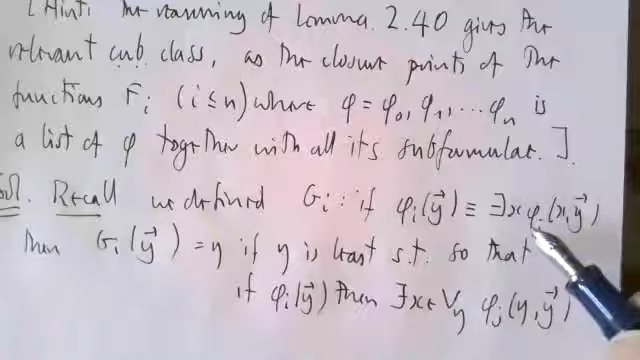 [Hint: The reasoning of Lemma 2.40 gives the
relevant cub class, as the closure points of the
functions Fᵢ (i ≤ n) where φ = φ₀, φ₁, ... φₙ is
a list of φ together with all its subformulae.].
Sol. Recall we defined Gᵢ: if φᵢ(y⃗) ≡ ∃x φⱼ(x, y⃗)
then Gᵢ(y⃗) = η if η is least s.t. so that
if φᵢ(y⃗) then ∃x ∈ V_η φⱼ(y, y⃗)